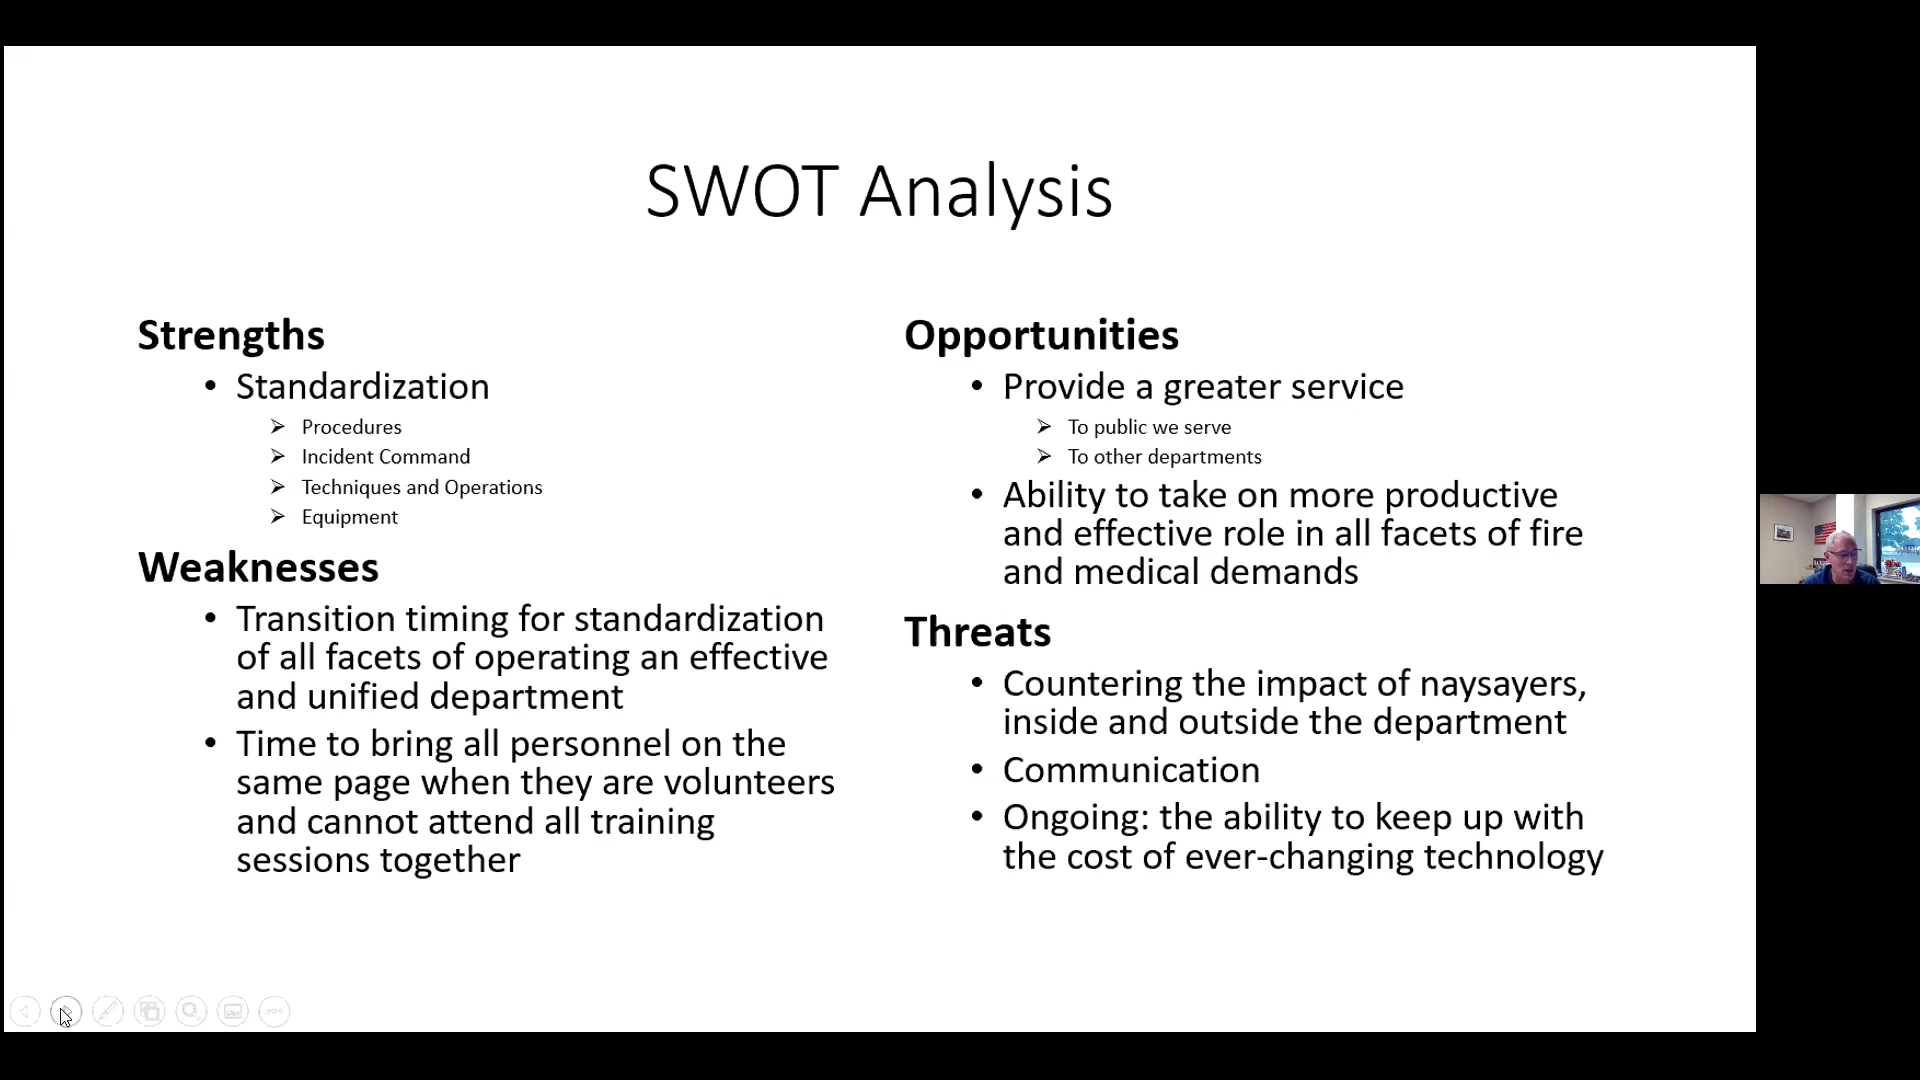 SWOT Analysis
Strengths
• Standardization
➢ Procedures
➢ Incident Command
➢ Techniques and Operations
➢ Equipment
Weaknesses
• Transition timing for standardization
of all facets of operating an effective
and unified department
• Time to bring all personnel on the
same page when they are volunteers
and cannot attend all training
sessions together
Opportunities
• Provide a greater service
➢ To public we serve
➢ To other departments
• Ability to take on more productive
and effective role in all facets of fire
and medical demands
Threats
• Countering the impact of naysayers,
inside and outside the department
• Communication
• Ongoing: the ability to keep up with
the cost of ever-changing technology